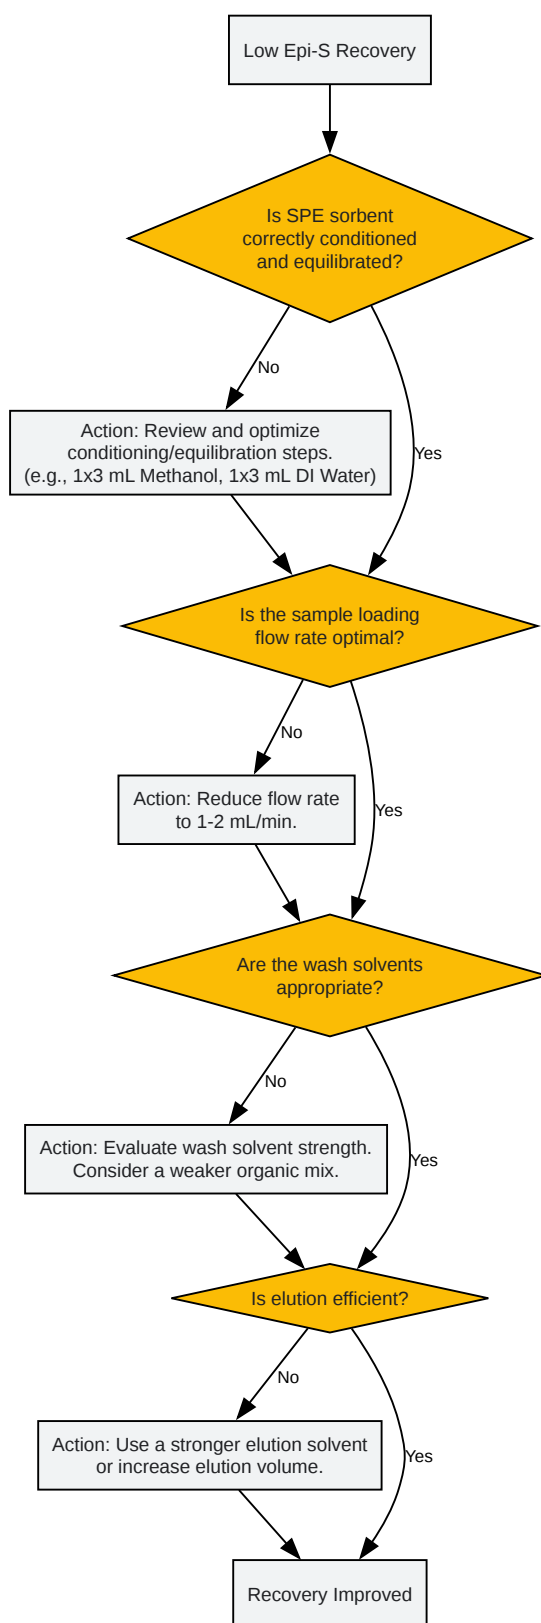 Low Epi-S Recovery
Is SPE sorbent
correctly conditioned
and equilibrated?
No
Action: Review and optimize
conditioning/equilibration steps.
(e.g., 1x3 mL Methanol, 1x3 mL DI Water)
Yes
Is the sample loading
flow rate optimal?
No
Action: Reduce flow rate
to 1-2 mL/min.
Yes
Are the wash solvents
appropriate?
No
Action: Evaluate wash solvent strength.
Consider a weaker organic mix.
Yes
Is elution efficient?
No
Action: Use a stronger elution solvent
or increase elution volume.
Yes
Recovery Improved